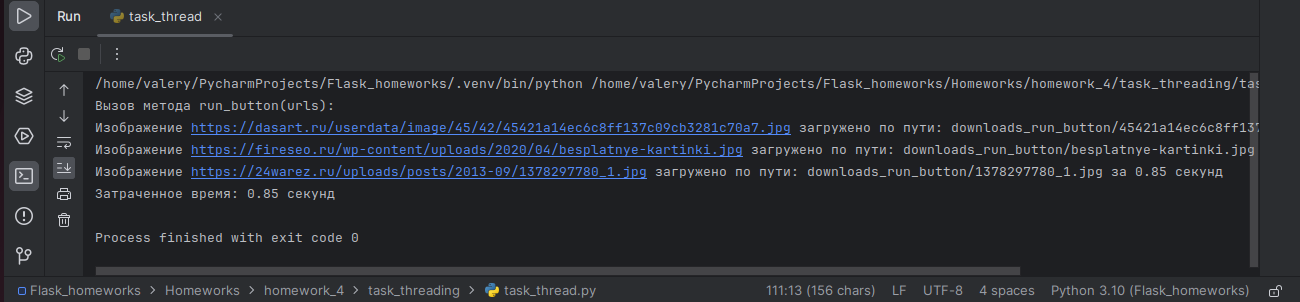 Run task_thread
/home/valery/PycharmProjects/Flask_homeworks/.venv/bin/python /home/valery/PycharmProjects/Flask_homeworks/Homeworks/homework_4/task_threading/tas
Вызов метода run_button(urls):
Изображение https://dasart.ru/userdata/image/45/42/45421a14ec6c8ff137c09cb3281c70a7.jpg загружено по пути: downloads_run_button/45421a14ec6c8ff137
Изображение https://fireseo.ru/wp-content/uploads/2020/04/besplatnye-kartinki.jpg загружено по пути: downloads_run_button/besplatnye-kartinki.jpg
Изображение https://24warez.ru/uploads/posts/2013-09/1378297780_1.jpg загружено по пути: downloads_run_button/1378297780_1.jpg за 0.85 секунд
Затраченное время: 0.85 секунд
Process finished with exit code 0
Flask_homeworks > Homeworks > homework_4 > task_threading > task_thread.py 111:13 (156 chars) LF UTF-8 4 spaces Python 3.10 (Flask_homeworks)